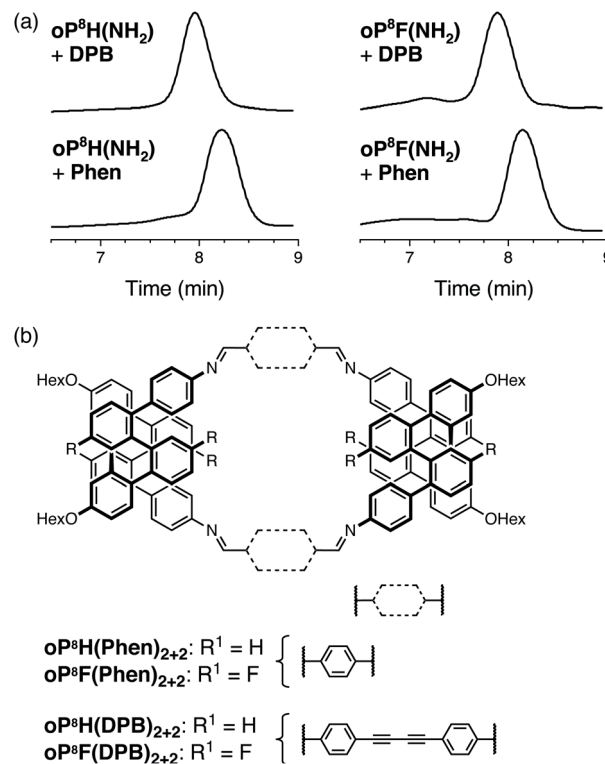 (a)
oP⁸H(NH₂)
+ DPB
oP⁸F(NH₂)
+ DPB
oP⁸H(NH₂)
+ Phen
oP⁸F(NH₂)
+ Phen
7 8 9
7 8 9
Time (min)
Time (min)
(b)
N N
HexO OHex
R R R
R R R
HexO OHex
N N
oP⁸H(Phen)₂₊₂: R¹ = H
oP⁸F(Phen)₂₊₂: R¹ = F
oP⁸H(DPB)₂₊₂: R¹ = H
oP⁸F(DPB)₂₊₂: R¹ = F